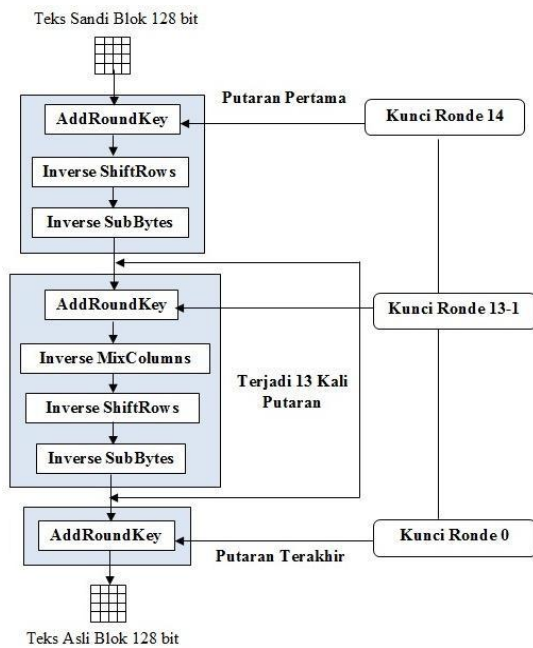 Teks Sandi Blok 128 bit
Putaran Pertama
AddRoundKey
Kunci Ronde 14
Inverse ShiftRows
Inverse SubBytes
AddRoundKey
Kunci Ronde 13-1
Inverse MixColumns
Terjadi 13 Kali
Putaran
Inverse ShiftRows
Inverse SubBytes
AddRoundKey
Kunci Ronde 0
Putaran Terakhir
Teks Asli Blok 128 bit